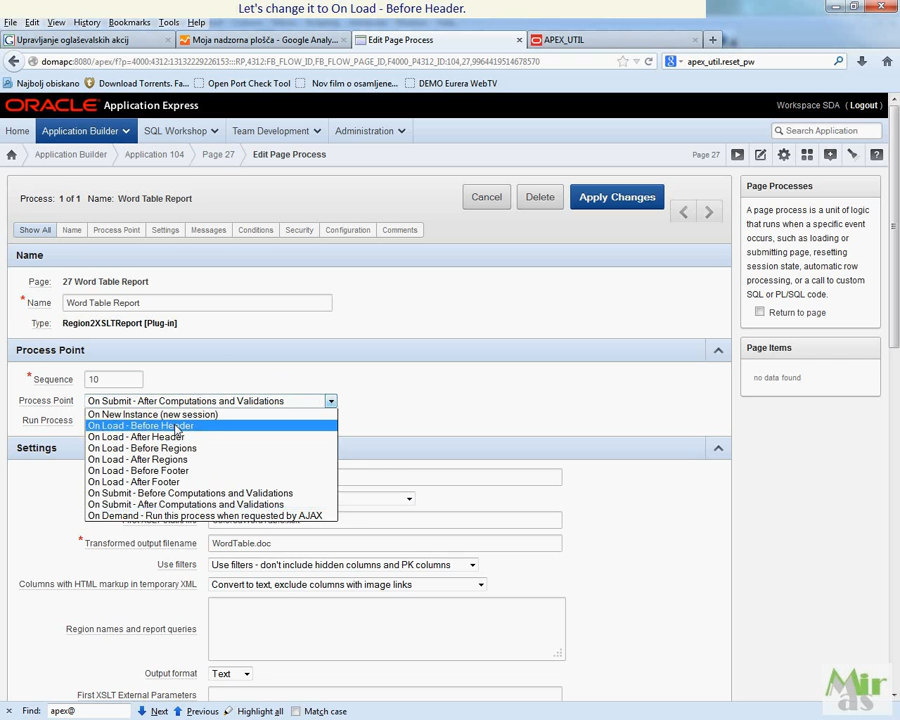 Let's change it to On Load - Before Header.
File Edit View History Bookmarks Tools Help
Upravljanje oglaševalskih akcij × Moja nadzorna plošča - Google Analy... × Edit Page Process × APEX_UTIL × +
domapc:8080/apex/f?p=4000:4312:13132229226153:::RP,4312:FB_FLOW_ID,FB_FLOW_PAGE_ID,F4000_P4312_ID:104,27,9964419514678570
apex_util.reset_pw
Najbolj obiskano Download Torrents. Fa... Open Port Check Tool Nov film o osamljene... DEMO Eurera WebTV
ORACLE Application Express
Workspace SDA ( Logout )
Home Application Builder SQL Workshop Team Development Administration
Search Application
Application Builder Application 104 Page 27 Edit Page Process
Page 27
Process: 1 of 1 Name: Word Table Report
Cancel Delete Apply Changes < >
Show All Name Process Point Settings Messages Conditions Security Configuration Comments
Name
Page: 27 Word Table Report
* Name Word Table Report
Type: Region2XSLTReport [Plug-in]
Process Point
* Sequence 10
Process Point On Submit - After Computations and Validations
Run Process
On New Instance (new session)
On Load - Before Header
On Load - After Header
On Load - Before Regions
On Load - After Regions
On Load - Before Footer
On Load - After Footer
On Submit - Before Computations and Validations
On Submit - After Computations and Validations
On Demand - Run this process when requested by AJAX
Settings
* Transformed output filename WordTable.doc
Use filters Use filters - don't include hidden columns and PK columns
Columns with HTML markup in temporary XML Convert to text, exclude columns with image links
Region names and report queries
Output format Text
First XSLT External Parameters
Page Processes
A page process is a unit of logic
that runs when a specific event
occurs, such as loading or
submitting page, resetting
session state, automatic row
processing, or a call to custom
SQL or PL/SQL code.
Return to page
Page Items
no data found
Mir
as
× Find: apex@ Next Previous Highlight all Match case